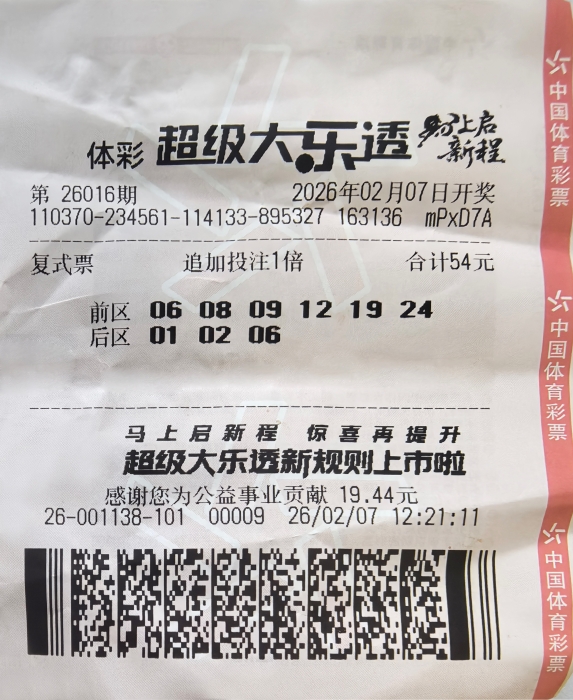 体彩 超级大乐透 马上启新程
第 26016期 2026年02月07日开奖
110370-234561-114133-895327 163136 mPxD7A
复式票 追加投注1倍 合计54元
前区 06 08 09 12 19 24
后区 01 02 06
马上启新程 惊喜再提升
超级大乐透新规则上市啦
感谢您为公益事业贡献 19.44元
26-001138-101 00009 26/02/07 12:21:11
中国体育彩票
中国体育彩票
中国体育彩票